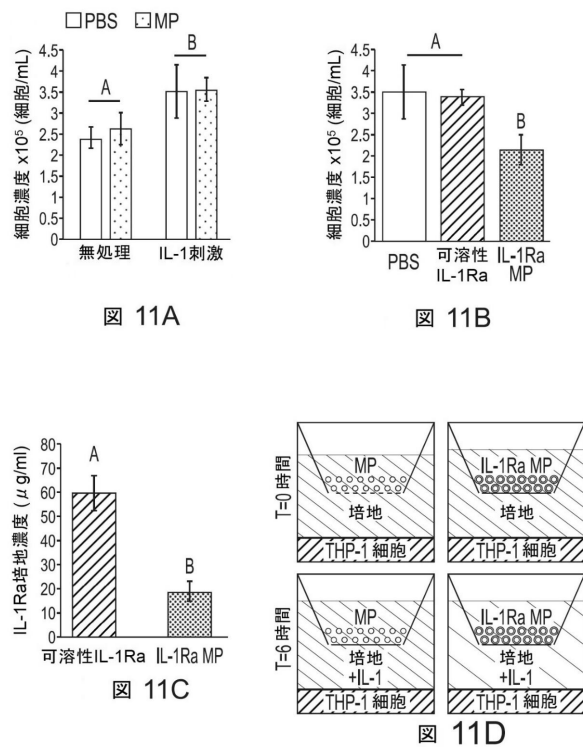 PBS MP
細胞濃度 x10⁵ (細胞/mL)
4.5
4
3.5
3
2.5
2
1.5
1
0.5
0
A
B
無処理 IL-1刺激
図 11A
細胞濃度 x10⁵ (細胞/mL)
4.5
4
3.5
3
2.5
2
1.5
1
0.5
0
A
B
PBS 可溶性 IL-1Ra
IL-1Ra MP
図 11B
IL-1Ra培地濃度 (μg/ml)
80
70
60
50
40
30
20
10
0
A
B
可溶性IL-1Ra IL-1Ra MP
図 11C
T=0時間
MP
培地
THP-1 細胞
IL-1Ra MP
培地
THP-1 細胞
T=6時間
MP
培地
+IL-1
THP-1 細胞
IL-1Ra MP
培地
+IL-1
THP-1 細胞
図 11D